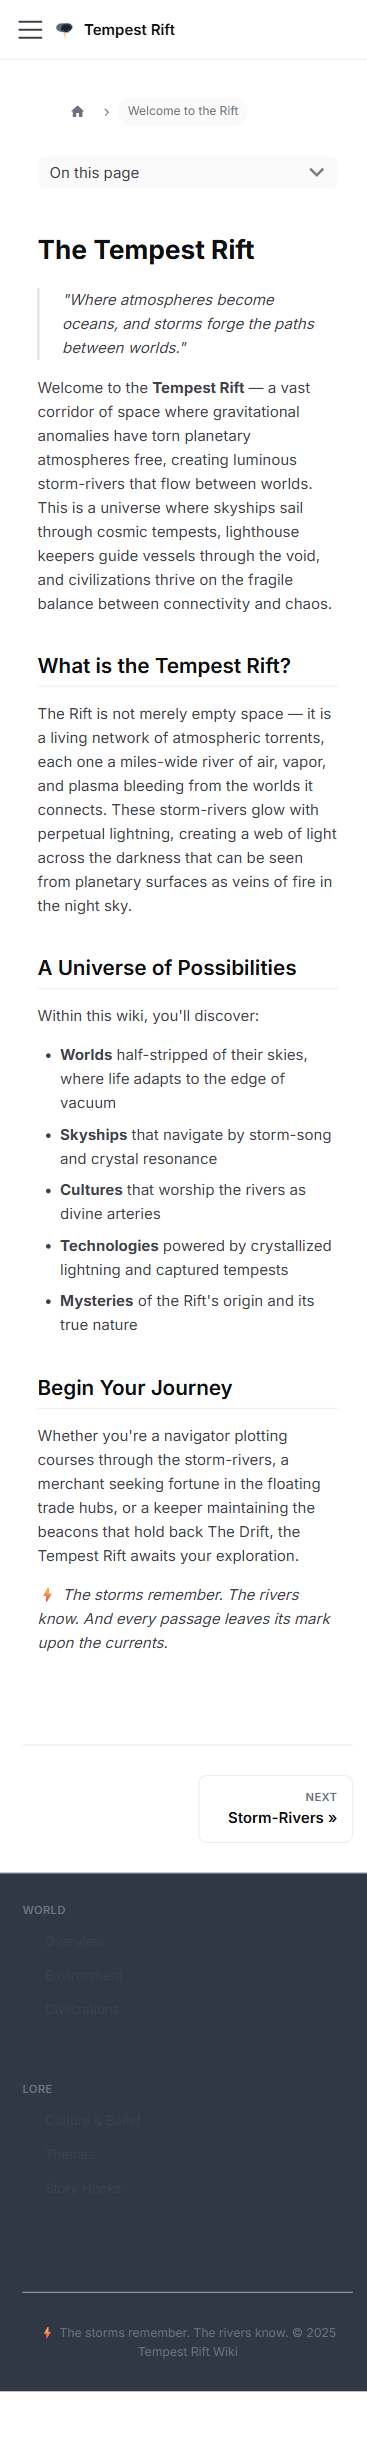 Tempest Rift
Welcome to the Rift
On this page
The Tempest Rift
"Where atmospheres become
oceans, and storms forge the paths
between worlds."
Welcome to the Tempest Rift — a vast
corridor of space where gravitational
anomalies have torn planetary
atmospheres free, creating luminous
storm-rivers that flow between worlds.
This is a universe where skyships sail
through cosmic tempests, lighthouse
keepers guide vessels through the void,
and civilizations thrive on the fragile
balance between connectivity and chaos.
What is the Tempest Rift?
The Rift is not merely empty space — it is
a living network of atmospheric torrents,
each one a miles-wide river of air, vapor,
and plasma bleeding from the worlds it
connects. These storm-rivers glow with
perpetual lightning, creating a web of light
across the darkness that can be seen
from planetary surfaces as veins of fire in
the night sky.
A Universe of Possibilities
Within this wiki, you'll discover:
• Worlds half-stripped of their skies,
where life adapts to the edge of
vacuum
• Skyships that navigate by storm-song
and crystal resonance
• Cultures that worship the rivers as
divine arteries
• Technologies powered by crystallized
lightning and captured tempests
• Mysteries of the Rift's origin and its
true nature
Begin Your Journey
Whether you're a navigator plotting
courses through the storm-rivers, a
merchant seeking fortune in the floating
trade hubs, or a keeper maintaining the
beacons that hold back The Drift, the
Tempest Rift awaits your exploration.
The storms remember. The rivers
know. And every passage leaves its mark
upon the currents.
NEXT
Storm-Rivers »
WORLD
Overview
Environment
Civilizations
LORE
Culture & Belief
Themes
Story Hooks
The storms remember. The rivers know. © 2025
Tempest Rift Wiki